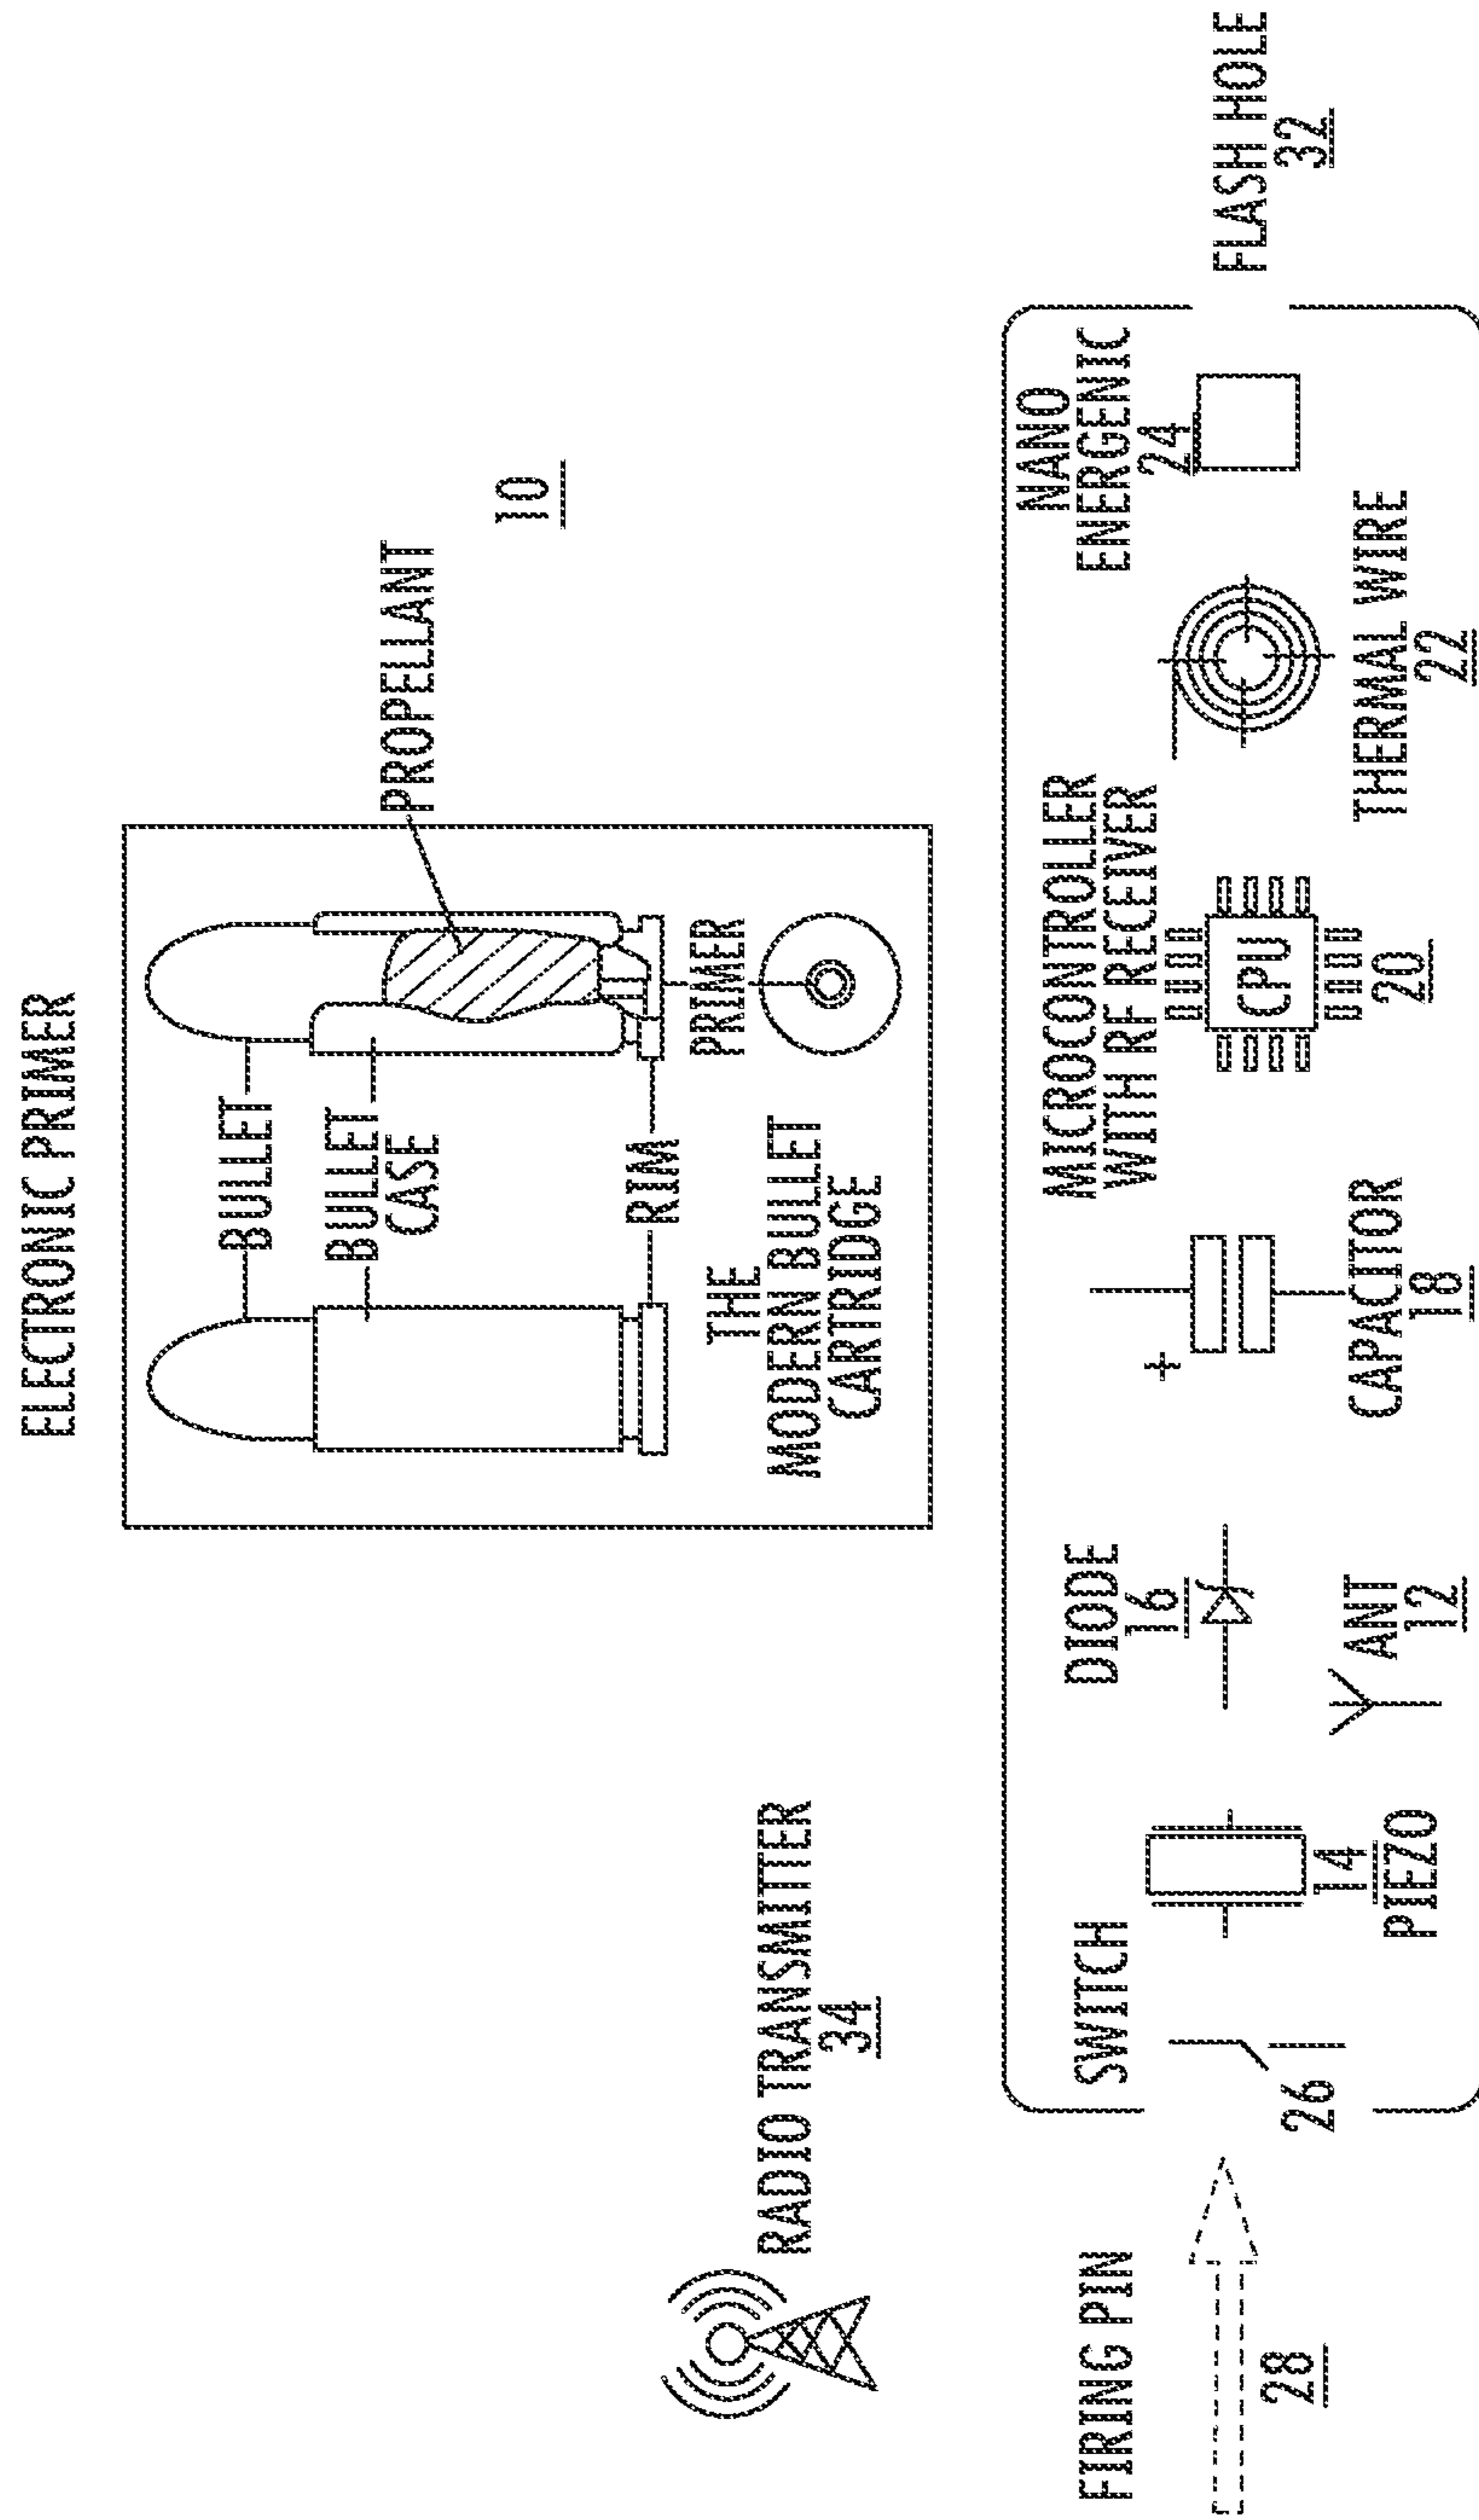 ELECTRONIC PRIMER
BULLET
BULLET
CASE
PROPELLANT
10
RIM
PRIMER
THE
MODERN BULLET
CARTRIDGE
RADIO TRANSMITTER
34
FIRING PIN
28
SWITCH
26
14
PIEZO
DIODE
16
ANT
12
+
CAPACITOR
18
MICROCONTROLLER
WITH RF RECEIVER
CPU
20
THERMAL WIRE
22
NANO
ENERGENIC
24
FLASH HOLE
32